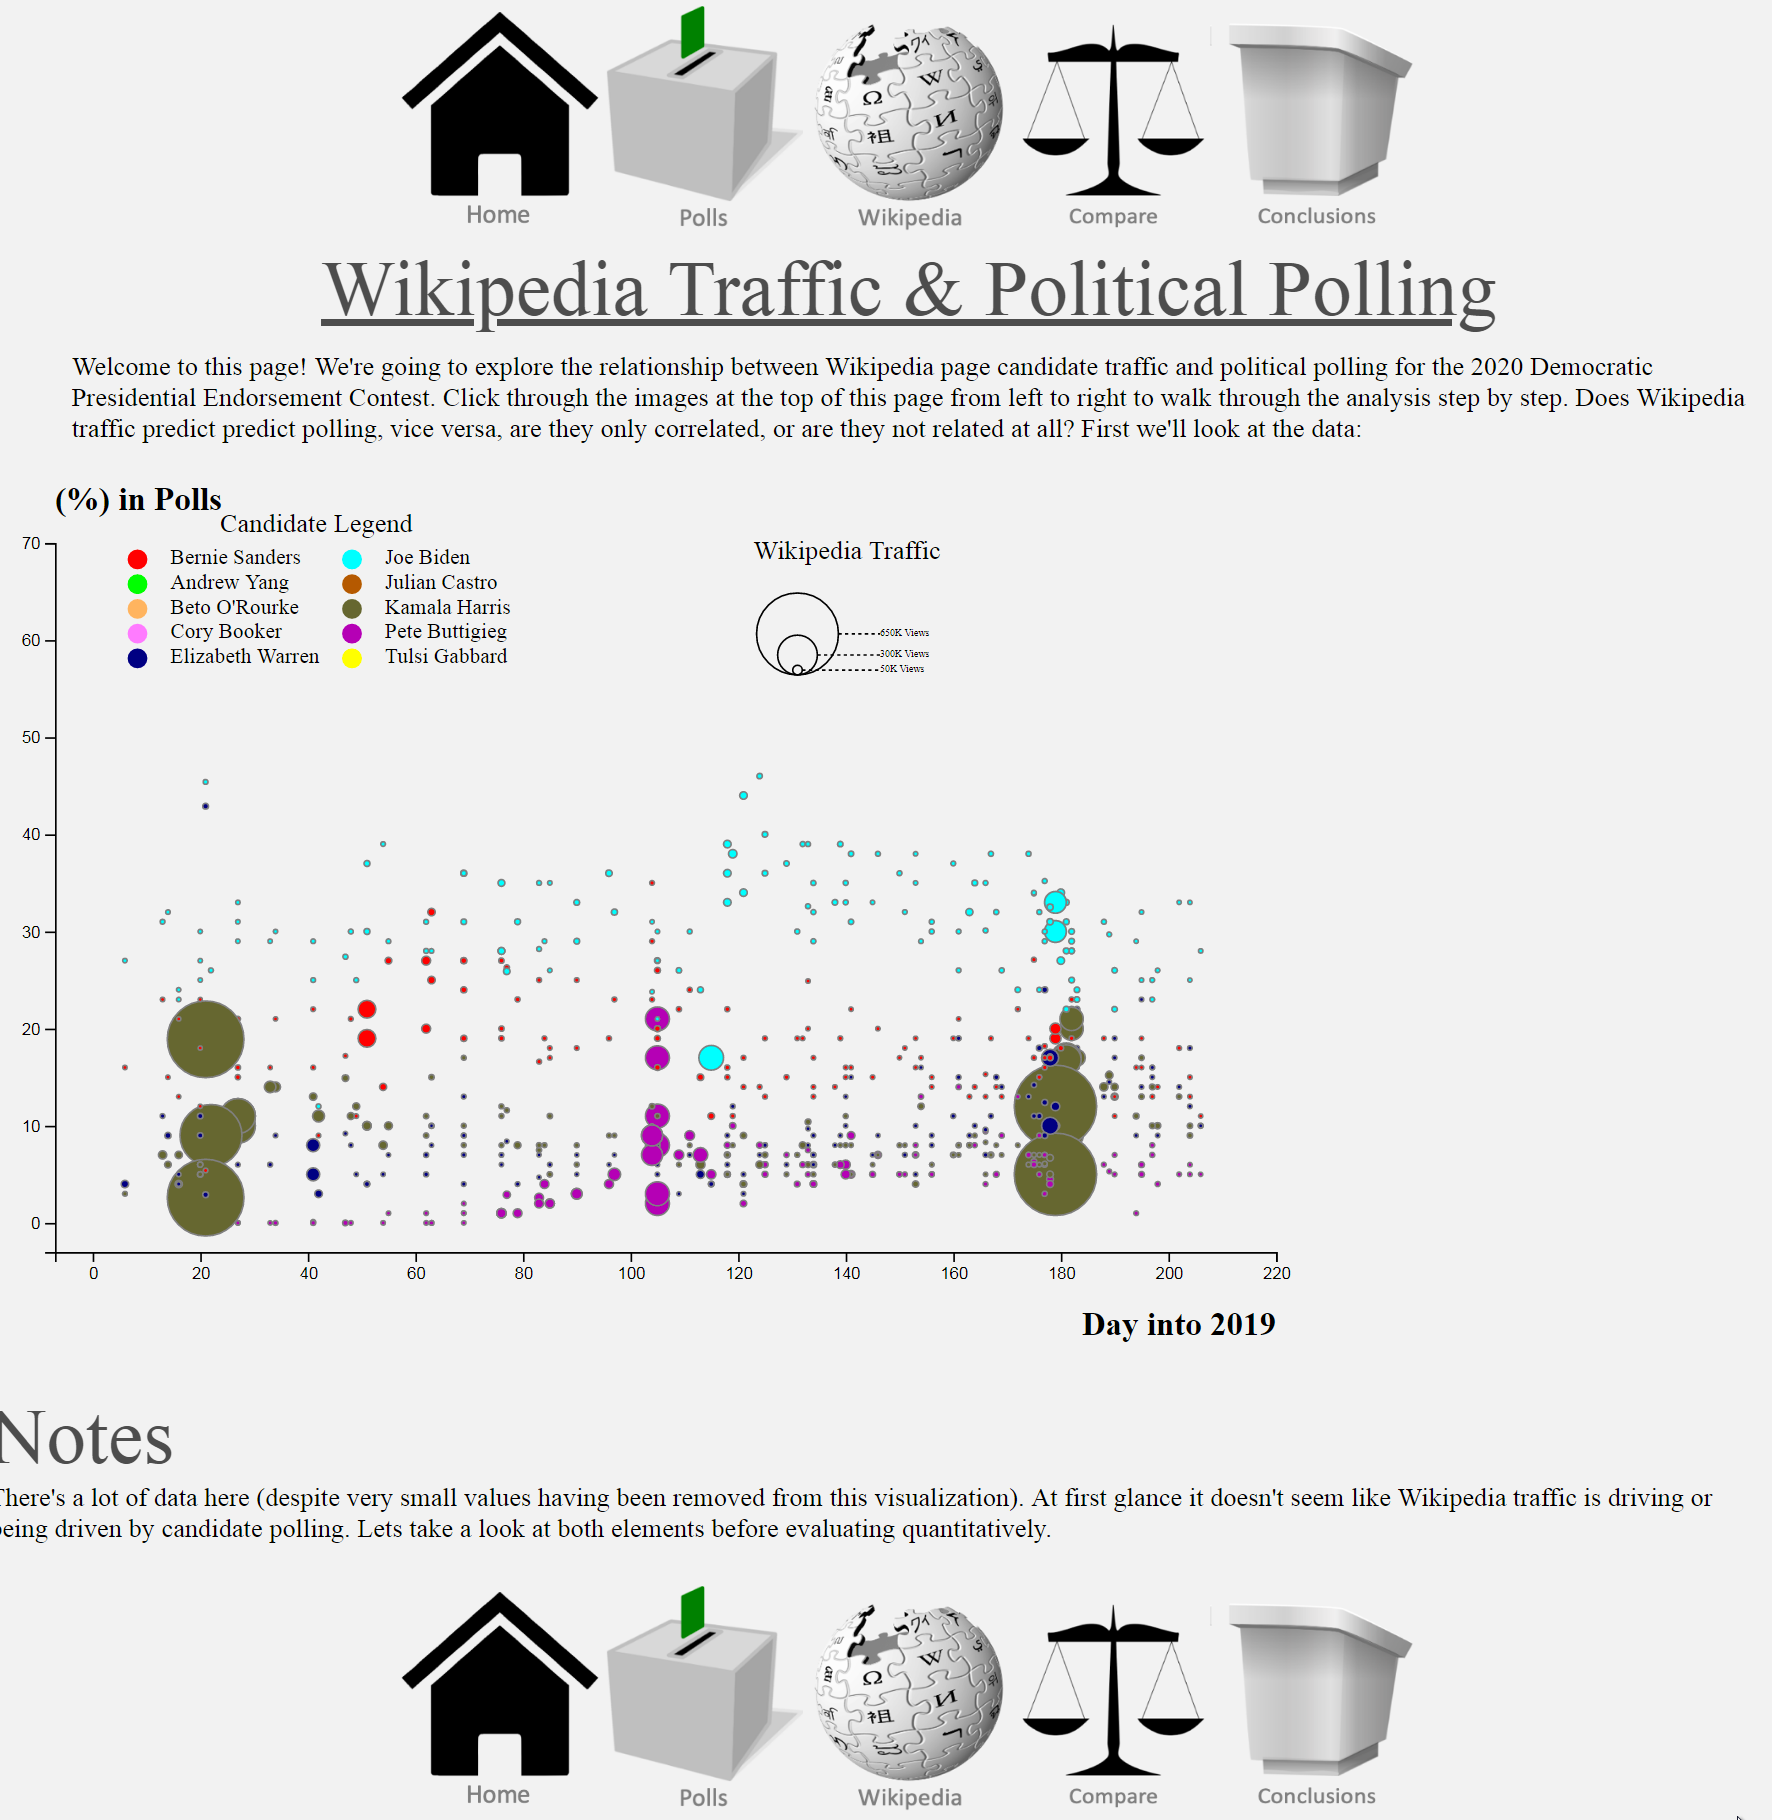 Home
Polls
Wikipedia
Compare
Conclusions
Wikipedia Traffic & Political Polling
Welcome to this page! We're going to explore the relationship between Wikipedia page candidate traffic and political polling for the 2020 Democratic
Presidential Endorsement Contest. Click through the images at the top of this page from left to right to walk through the analysis step by step. Does Wikipedia
traffic predict predict polling, vice versa, are they only correlated, or are they not related at all? First we'll look at the data:
(%) in Polls
Candidate Legend
Bernie Sanders
Andrew Yang
Beto O'Rourke
Cory Booker
Elizabeth Warren
Joe Biden
Julian Castro
Kamala Harris
Pete Buttigieg
Tulsi Gabbard
Wikipedia Traffic
650K Views
300K Views
50K Views
70
60
50
40
30
20
10
0
0 20 40 60 80 100 120 140 160 180 200 220
Day into 2019
Notes
There's a lot of data here (despite very small values having been removed from this visualization). At first glance it doesn't seem like Wikipedia traffic is driving or
being driven by candidate polling. Lets take a look at both elements before evaluating quantitatively.
Home
Polls
Wikipedia
Compare
Conclusions